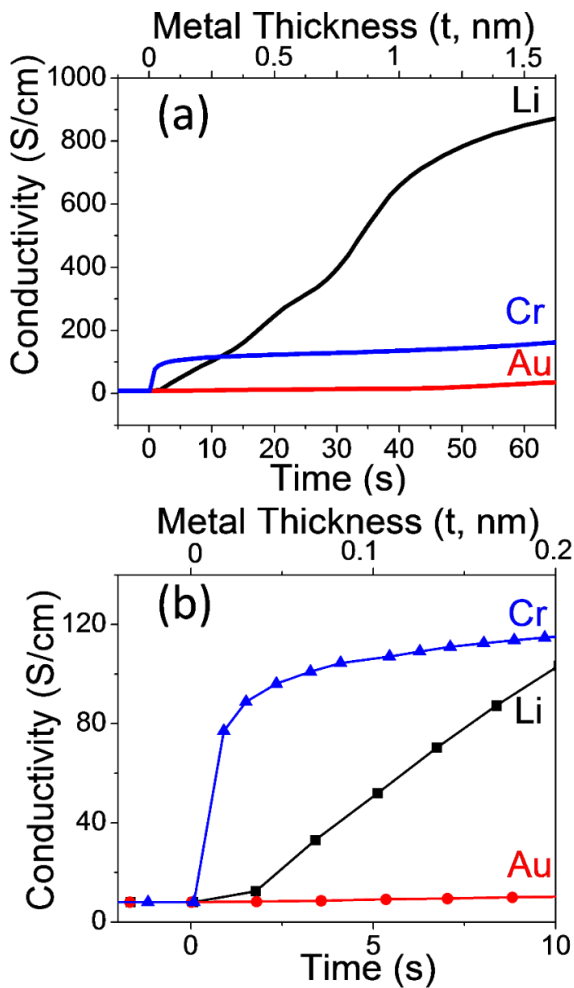 Metal Thickness (t, nm)
0 0.5 1 1.5
(a)
Conductivity (S/cm)
1000
800
600
400
200
0
Li
Cr
Au
0 10 20 30 40 50 60
Time (s)
Metal Thickness (t, nm)
0 0.1 0.2
(b)
Conductivity (S/cm)
120
80
40
0
Cr
Li
Au
0 5 10
Time (s)